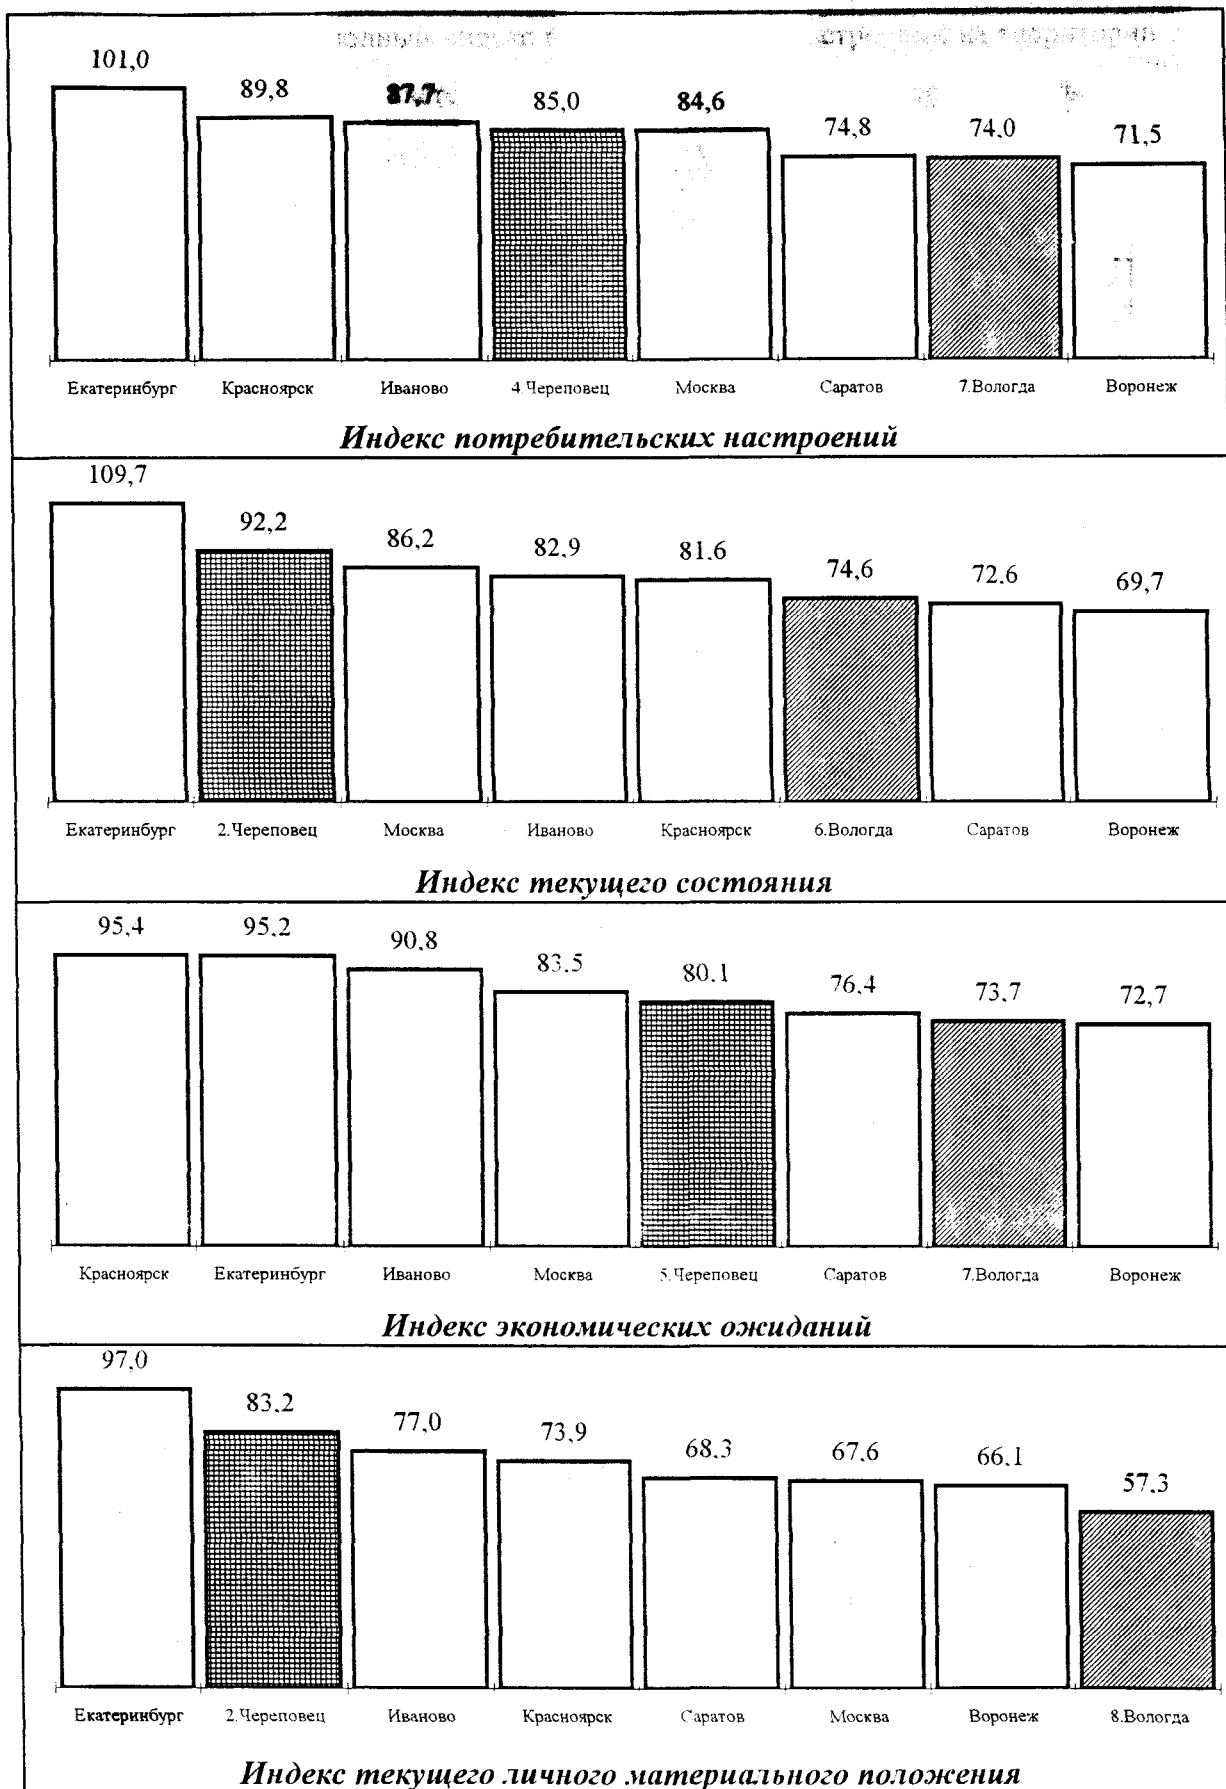 101,0 89,8 87,7 85,0 84,6 74,8 74,0 71,5
Екатеринбург Красноярск Иваново 4.Череповец Москва Саратов 7.Вологда Воронеж
Индекс потребительских настроений
109,7 92,2 86,2 82,9 81,6 74,6 72,6 69,7
Екатеринбург 2.Череповец Москва Иваново Красноярск 6.Вологда Саратов Воронеж
Индекс текущего состояния
95,4 95,2 90,8 83,5 80,1 76,4 73,7 72,7
Красноярск Екатеринбург Иваново Москва 5.Череповец Саратов 7.Вологда Воронеж
Индекс экономических ожиданий
97,0 83,2 77,0 73,9 68,3 67,6 66,1 57,3
Екатеринбург 2.Череповец Иваново Красноярск Саратов Москва Воронеж 8.Вологда
Индекс текущего личного материального положения